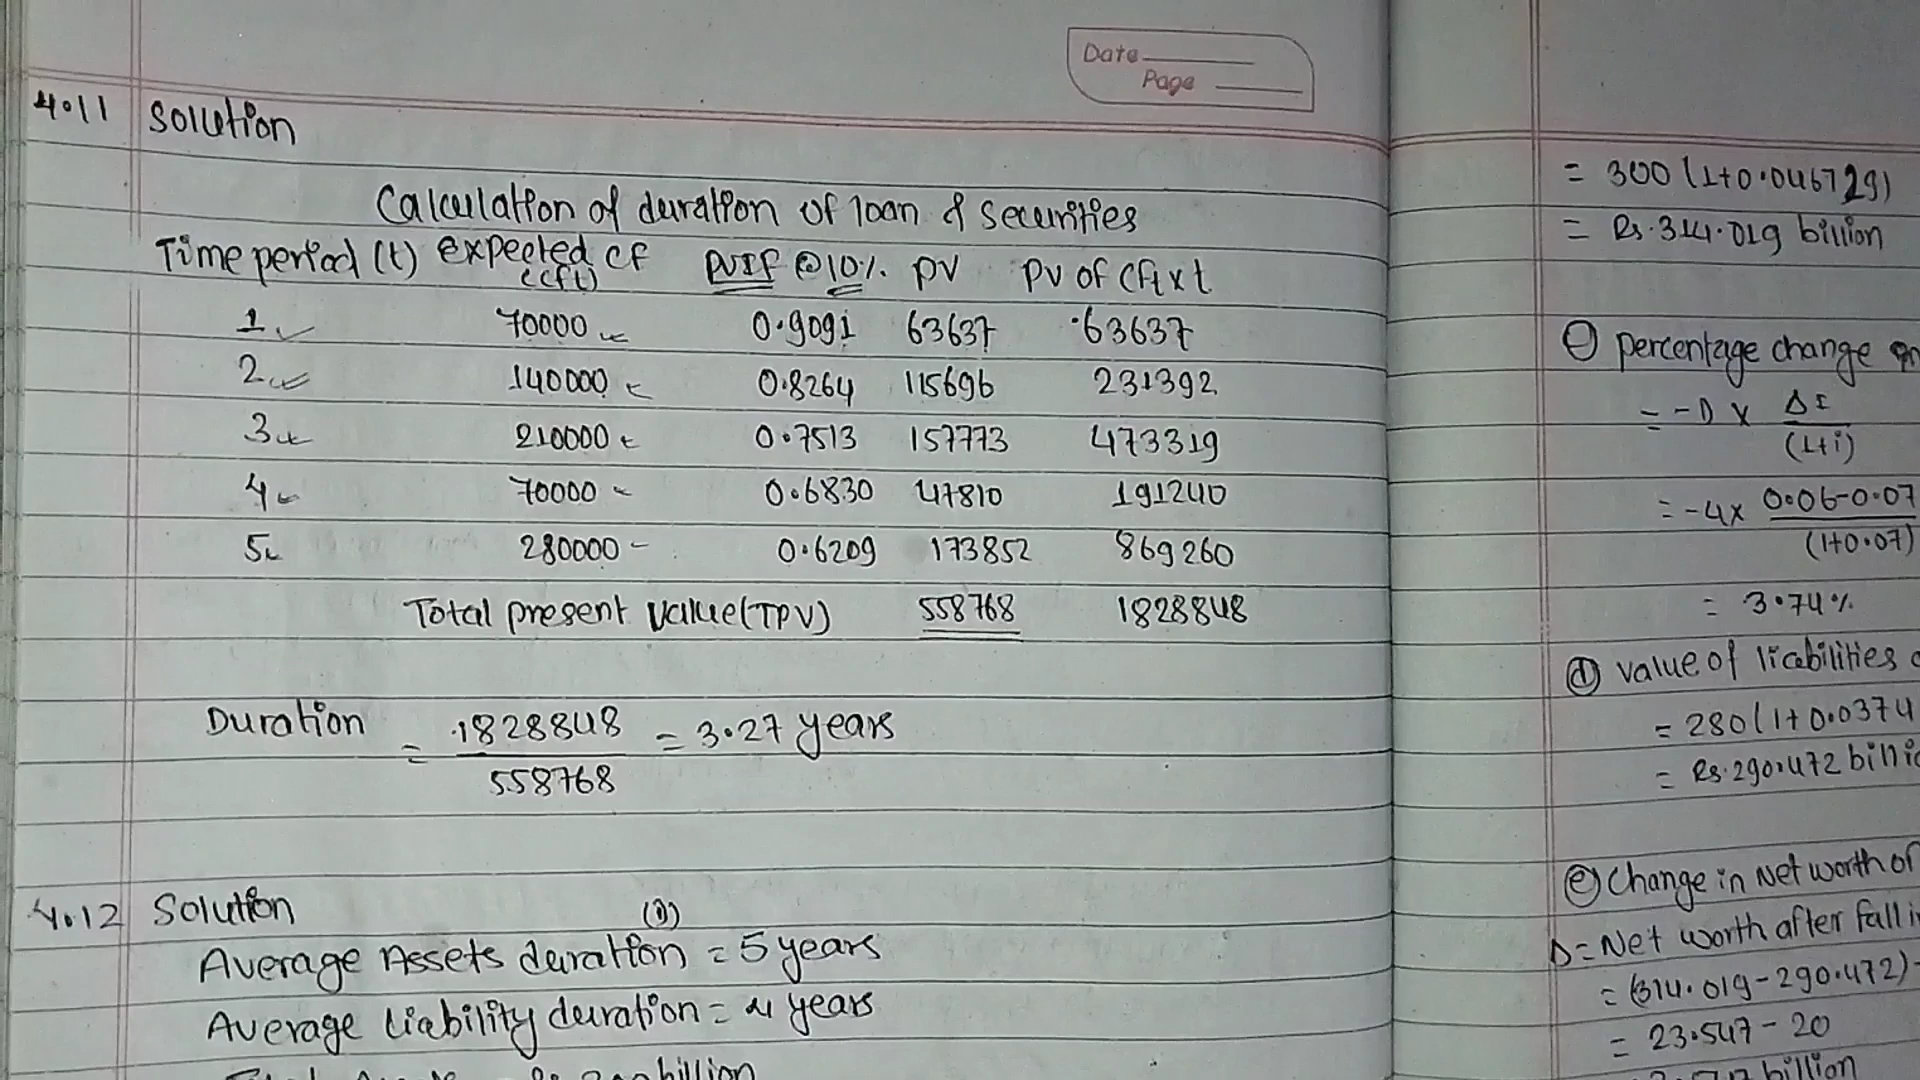 Date
Page
4.11 Solution
Calculation of duration of loan & securities
Time period (t) expected CF PVIF @10% PV PV of CFt x t
(cft)
1 70000 0.9091 63637 63637
2 140000 0.8264 115696 231392
3 210000 0.7513 157773 473319
4 70000 0.6830 47810 191240
5 280000 0.6209 173852 869260
Total present value (TPV) 558768 1828848
Duration = 1828848 = 3.27 years
558768
4.12 Solution
Average Assets duration = 5 years
Average liability duration = 4 years
billion
= 300 (1+0.046729)
= Rs. 314.019 billion
percentage change
= -D x ΔI
(1+i)
= -4x 0.06-0.07
(1+0.07)
= 3.74%
(d) value of liabilities
= 280(1+0.0374
= Rs. 290.472 billi
(e) Change in Net worth of
Δ = Net worth after fall i
= (314.019-290.472)-
= 23.547 - 20
billion